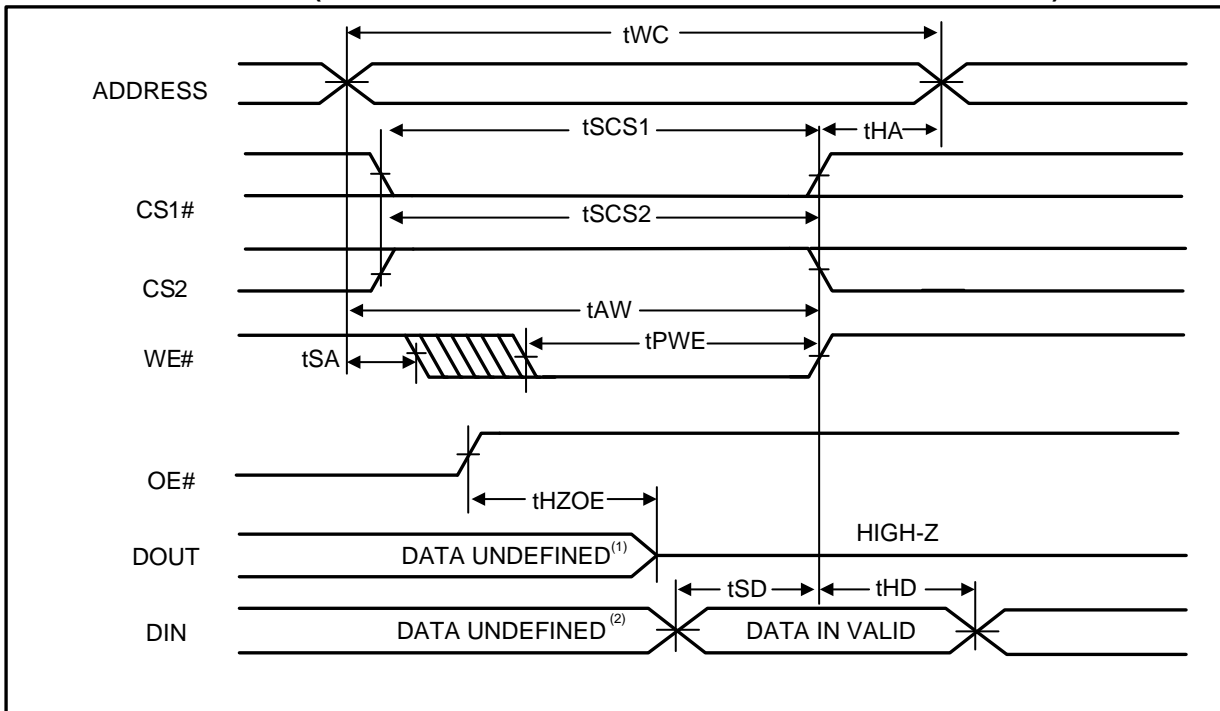 tWC
ADDRESS
tSCS1
tHA
CS1#
tSCS2
CS2
tAW
WE#
tSA
tPWE
OE#
tHZOE
DOUT
DATA UNDEFINED(1)
HIGH-Z
tSD
tHD
DIN
DATA UNDEFINED(2)
DATA IN VALID